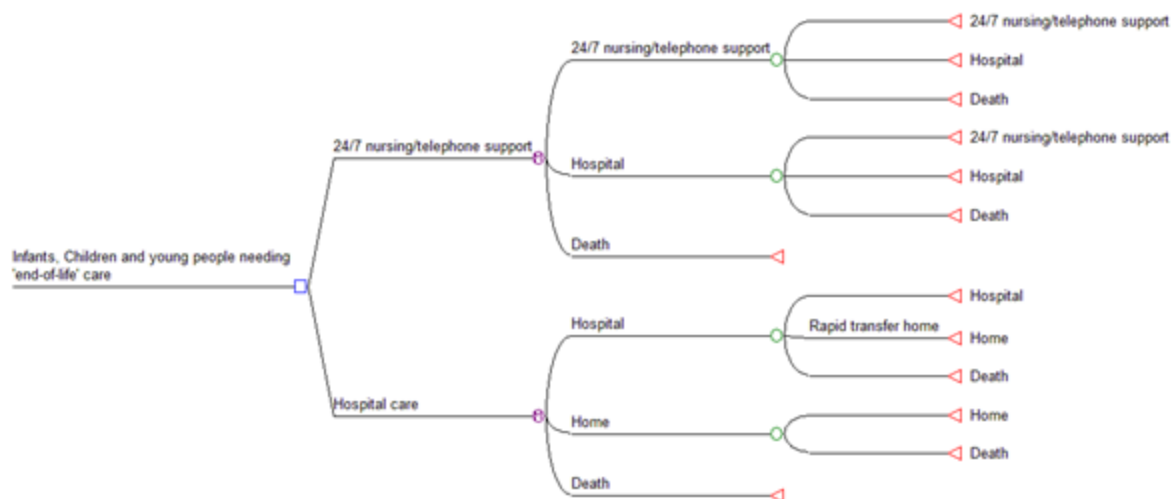 24/7 nursing/telephone support
24/7 nursing/telephone support
Hospital
Death
24/7 nursing/telephone support
24/7 nursing/telephone support
Hospital
Hospital
Death
Death
Infants, Children and young people needing
'end-of-life' care
Hospital
Hospital
Rapid transfer home
Home
Death
Hospital care
Home
Home
Death
Death